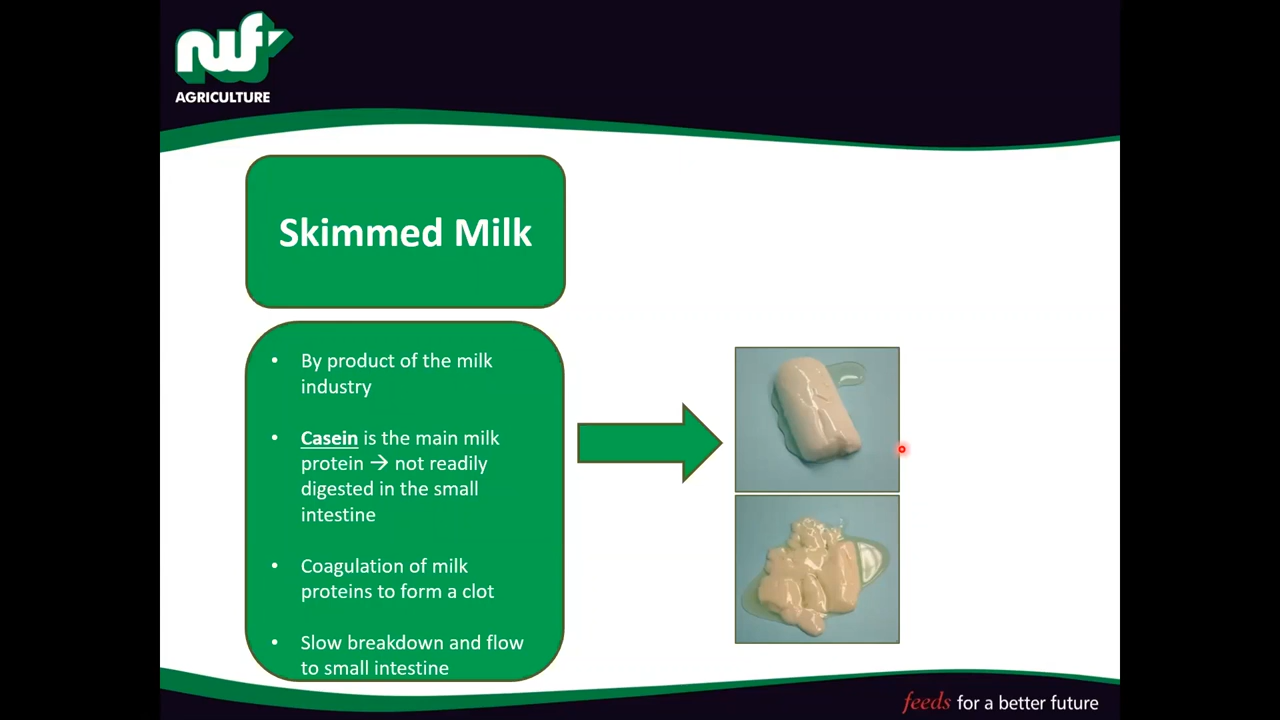 nwf
AGRICULTURE
Skimmed Milk
• By product of the milk
industry
• Casein is the main milk
protein → not readily
digested in the small
intestine
• Coagulation of milk
proteins to form a clot
• Slow breakdown and flow
to small intestine
feeds for a better future